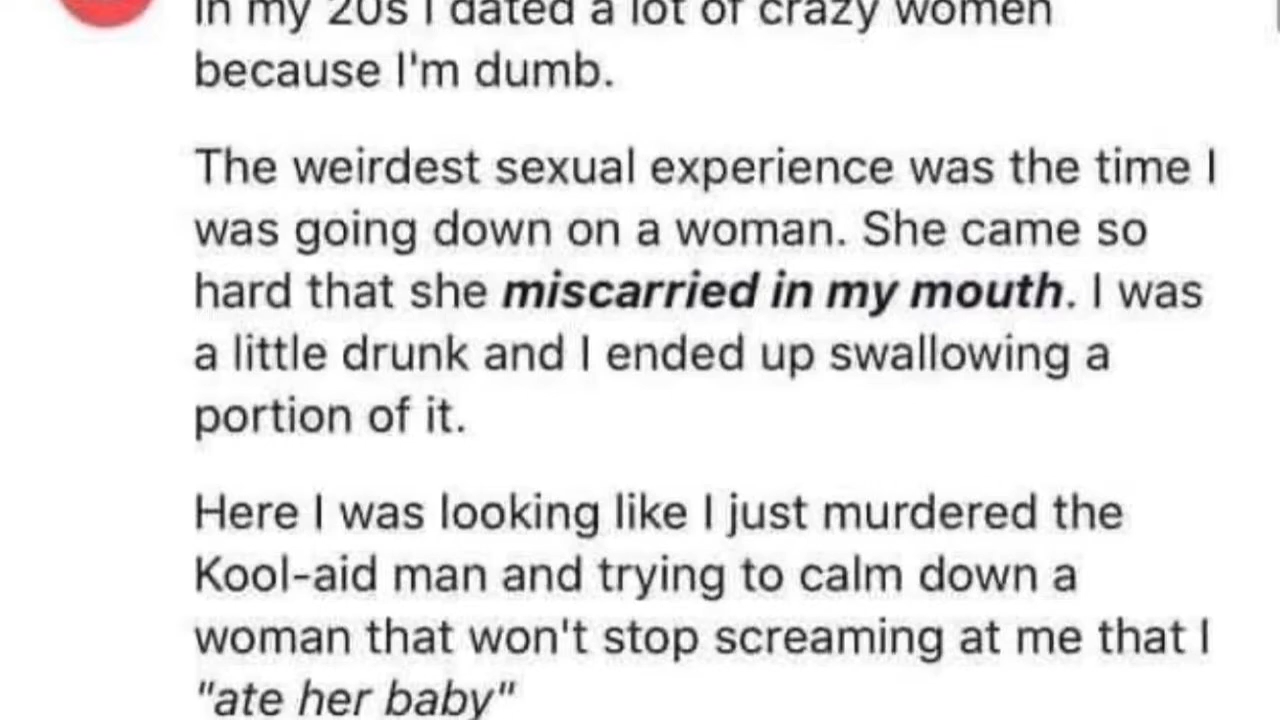 In my 20s I dated a lot of crazy women
because I'm dumb.
The weirdest sexual experience was the time I
was going down on a woman. She came so
hard that she miscarried in my mouth. I was
a little drunk and I ended up swallowing a
portion of it.
Here I was looking like I just murdered the
Kool-aid man and trying to calm down a
woman that won't stop screaming at me that I
"ate her baby"